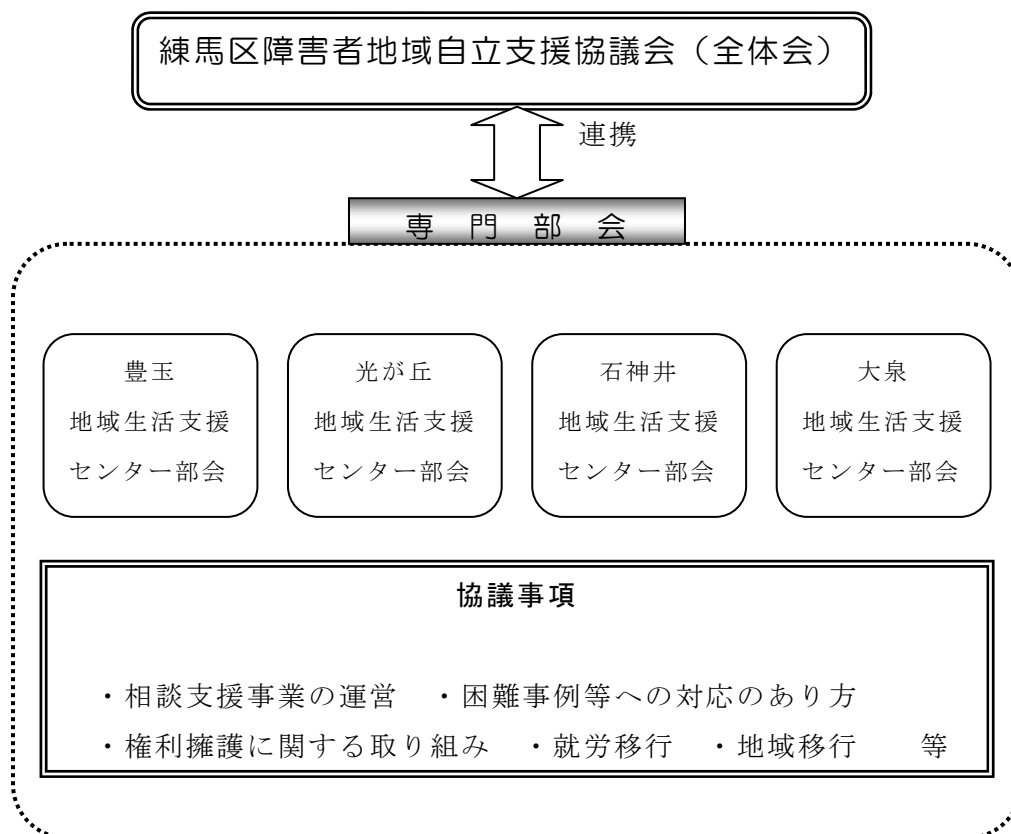 練馬区障害者地域自立支援協議会（全体会）
連携
専　門　部　会
豊玉
地域生活支援
センター部会
光が丘
地域生活支援
センター部会
石神井
地域生活支援
センター部会
大泉
地域生活支援
センター部会
協議事項
・相談支援事業の運営　・困難事例等への対応のあり方
・権利擁護に関する取り組み　・就労移行　・地域移行　　等